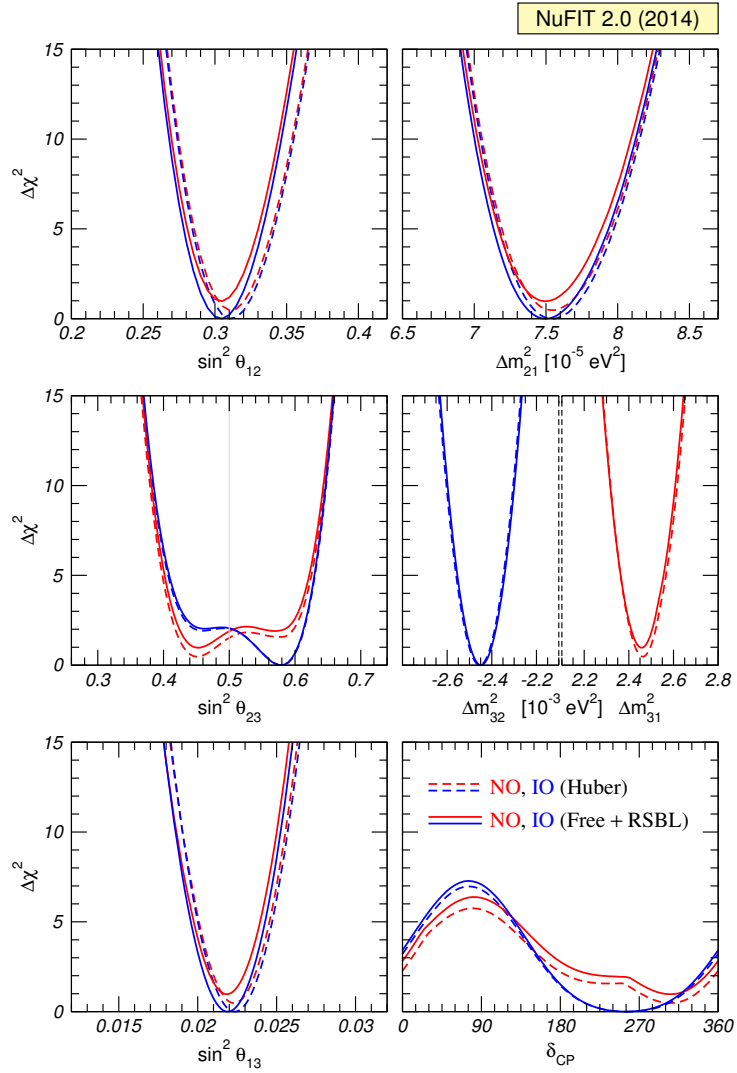 NuFIT 2.0 (2014)
15
10
5
0
Δχ²
0.2 0.25 0.3 0.35 0.4
sin² θ₁₂
6.5 7 7.5 8 8.5
Δm²₂₁ [10⁻⁵ eV²]
15
10
5
0
Δχ²
0.3 0.4 0.5 0.6 0.7
sin² θ₂₃
-2.6 -2.4 -2.2 2.2 2.4 2.6 2.8
Δm²₃₂ [10⁻³ eV²] Δm²₃₁
15
10
5
0
Δχ²
0.015 0.02 0.025 0.03
sin² θ₁₃
NO, IO (Huber)
NO, IO (Free + RSBL)
0 90 180 270 360
δCP